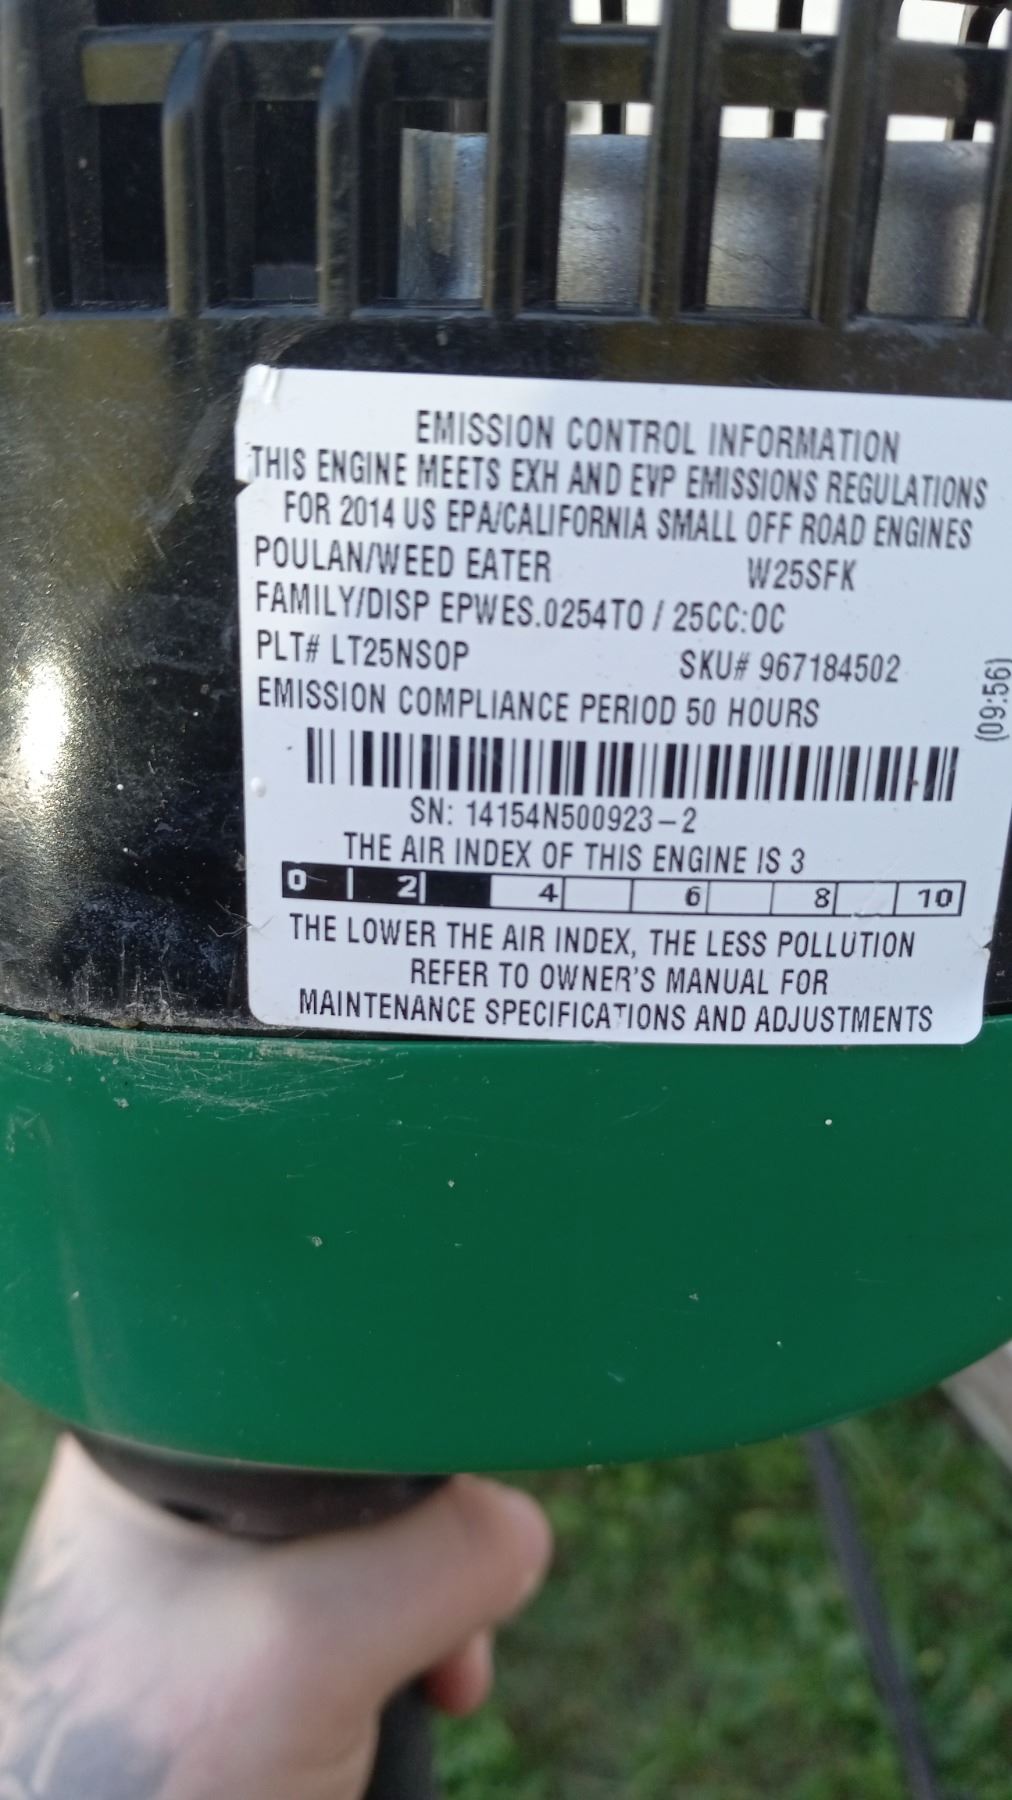 EMISSION CONTROL INFORMATION
THIS ENGINE MEETS EXH AND EVP EMISSIONS REGULATIONS
FOR 2014 US EPA/CALIFORNIA SMALL OFF ROAD ENGINES
POULAN/WEED EATER W25SFK
FAMILY/DISP EPWES.0254TO / 25CC:OC
PLT# LT25NSOP SKU# 967184502
EMISSION COMPLIANCE PERIOD 50 HOURS
(09:56)
SN: 14154N500923-2
THE AIR INDEX OF THIS ENGINE IS 3
0 2 4 6 8 10
THE LOWER THE AIR INDEX, THE LESS POLLUTION
REFER TO OWNER'S MANUAL FOR
MAINTENANCE SPECIFICATIONS AND ADJUSTMENTS